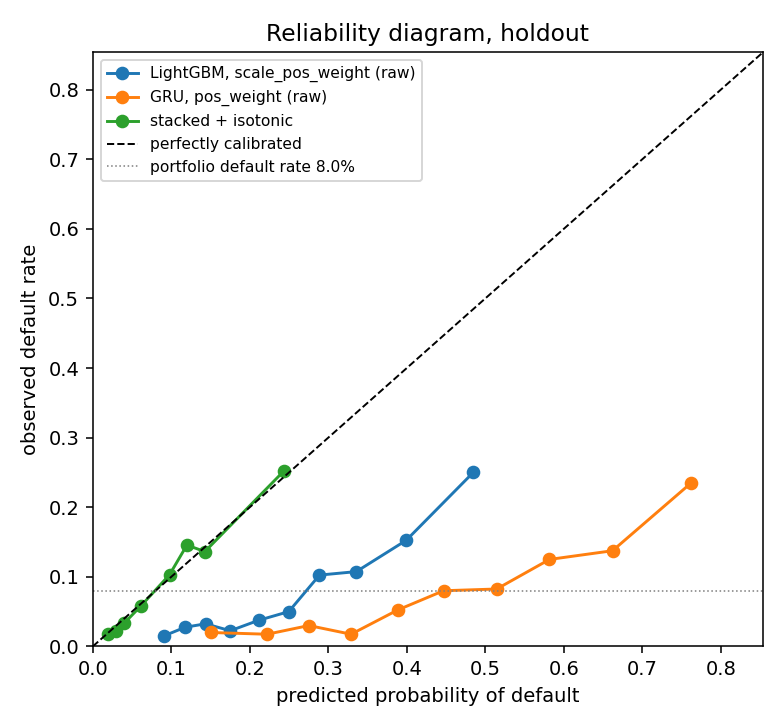 Reliability diagram, holdout
LightGBM, scale_pos_weight (raw)
GRU, pos_weight (raw)
stacked + isotonic
perfectly calibrated
portfolio default rate 8.0%
observed default rate
0.8
0.7
0.6
0.5
0.4
0.3
0.2
0.1
0.0
0.0 0.1 0.2 0.3 0.4 0.5 0.6 0.7 0.8
predicted probability of default